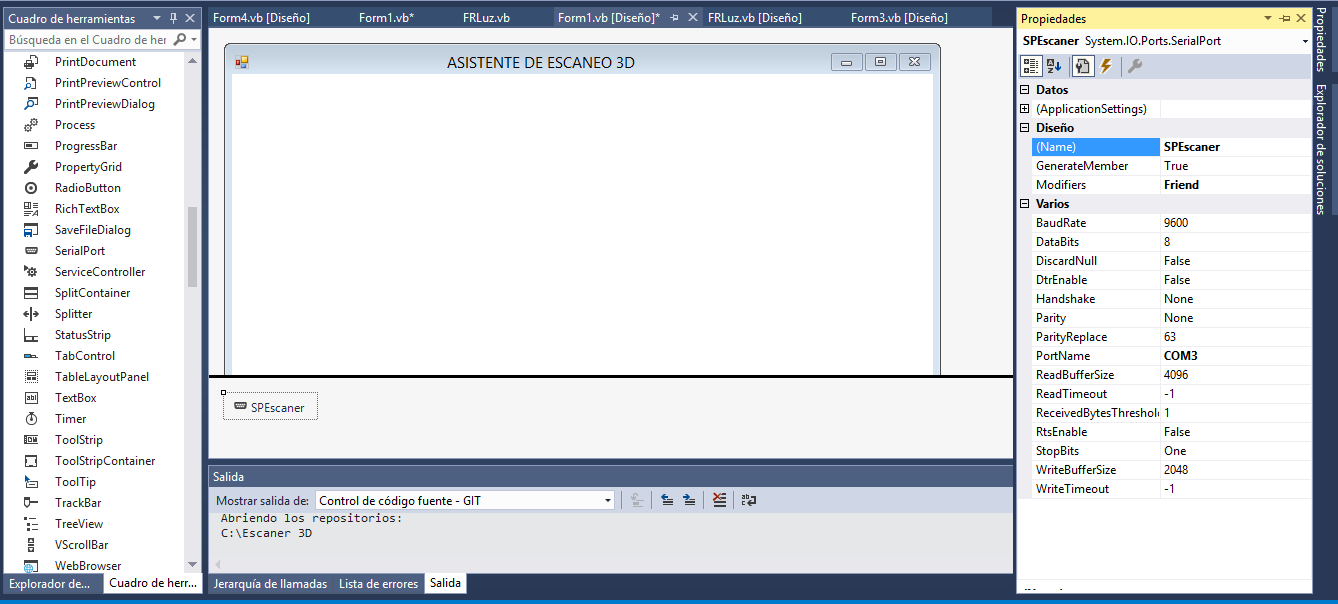 Cuadro de herramientas
Búsqueda en el Cuadro de her
PrintDocument
PrintPreviewControl
PrintPreviewDialog
Process
ProgressBar
PropertyGrid
RadioButton
RichTextBox
SaveFileDialog
SerialPort
ServiceController
SplitContainer
Splitter
StatusStrip
TabControl
TableLayoutPanel
TextBox
Timer
ToolStrip
ToolStripContainer
ToolTip
TrackBar
TreeView
VScrollBar
WebBrowser
Explorador de... Cuadro de herr...
Form4.vb [Diseño] Form1.vb* FRLuz.vb Form1.vb [Diseño]* FRLuz.vb [Diseño] Form3.vb [Diseño]
ASISTENTE DE ESCANEO 3D
SPEscaner
Salida
Mostrar salida de: Control de código fuente - GIT
Abriendo los repositorios:
C:\Escaner 3D
Jerarquía de llamadas Lista de errores Salida
Propiedades
SPEscaner System.IO.Ports.SerialPort
Datos
(ApplicationSettings)
Diseño
(Name) SPEscaner
GenerateMember True
Modifiers Friend
Varios
BaudRate 9600
DataBits 8
DiscardNull False
DtrEnable False
Handshake None
Parity None
ParityReplace 63
PortName COM3
ReadBufferSize 4096
ReadTimeout -1
ReceivedBytesThreshold 1
RtsEnable False
StopBits One
WriteBufferSize 2048
WriteTimeout -1
Propiedades
Explorador de soluciones